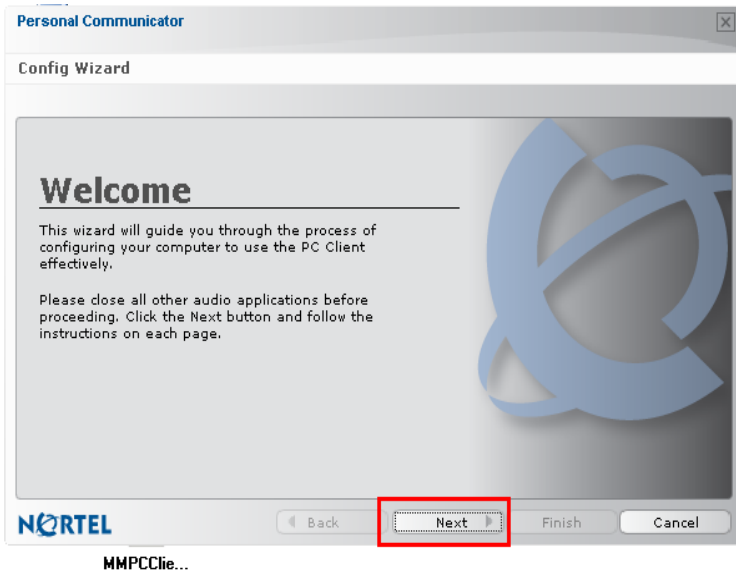 Personal Communicator
Config Wizard
Welcome
This wizard will guide you through the process of
configuring your computer to use the PC Client
effectively.
Please close all other audio applications before
proceeding. Click the Next button and follow the
instructions on each page.
NORTEL
Back
Next
Finish
Cancel
MMPCClie...